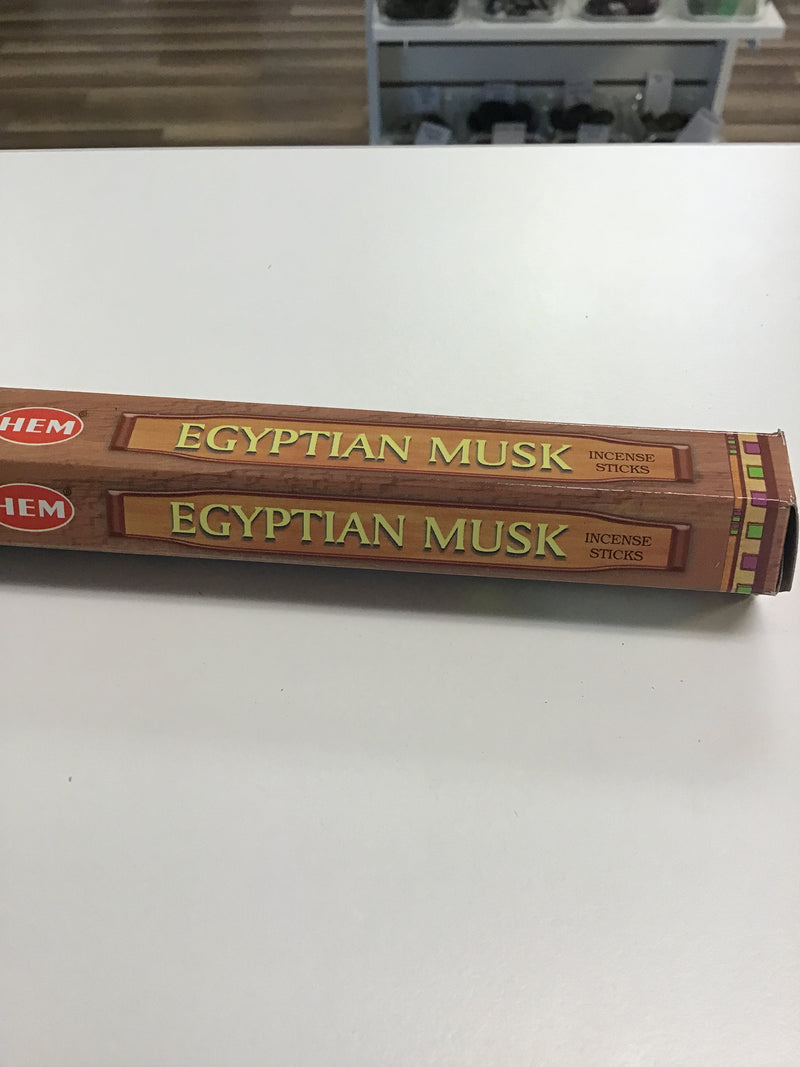 HEM
EGYPTIAN MUSK
INCENSE
STICKS
HEM
EGYPTIAN MUSK
INCENSE
STICKS